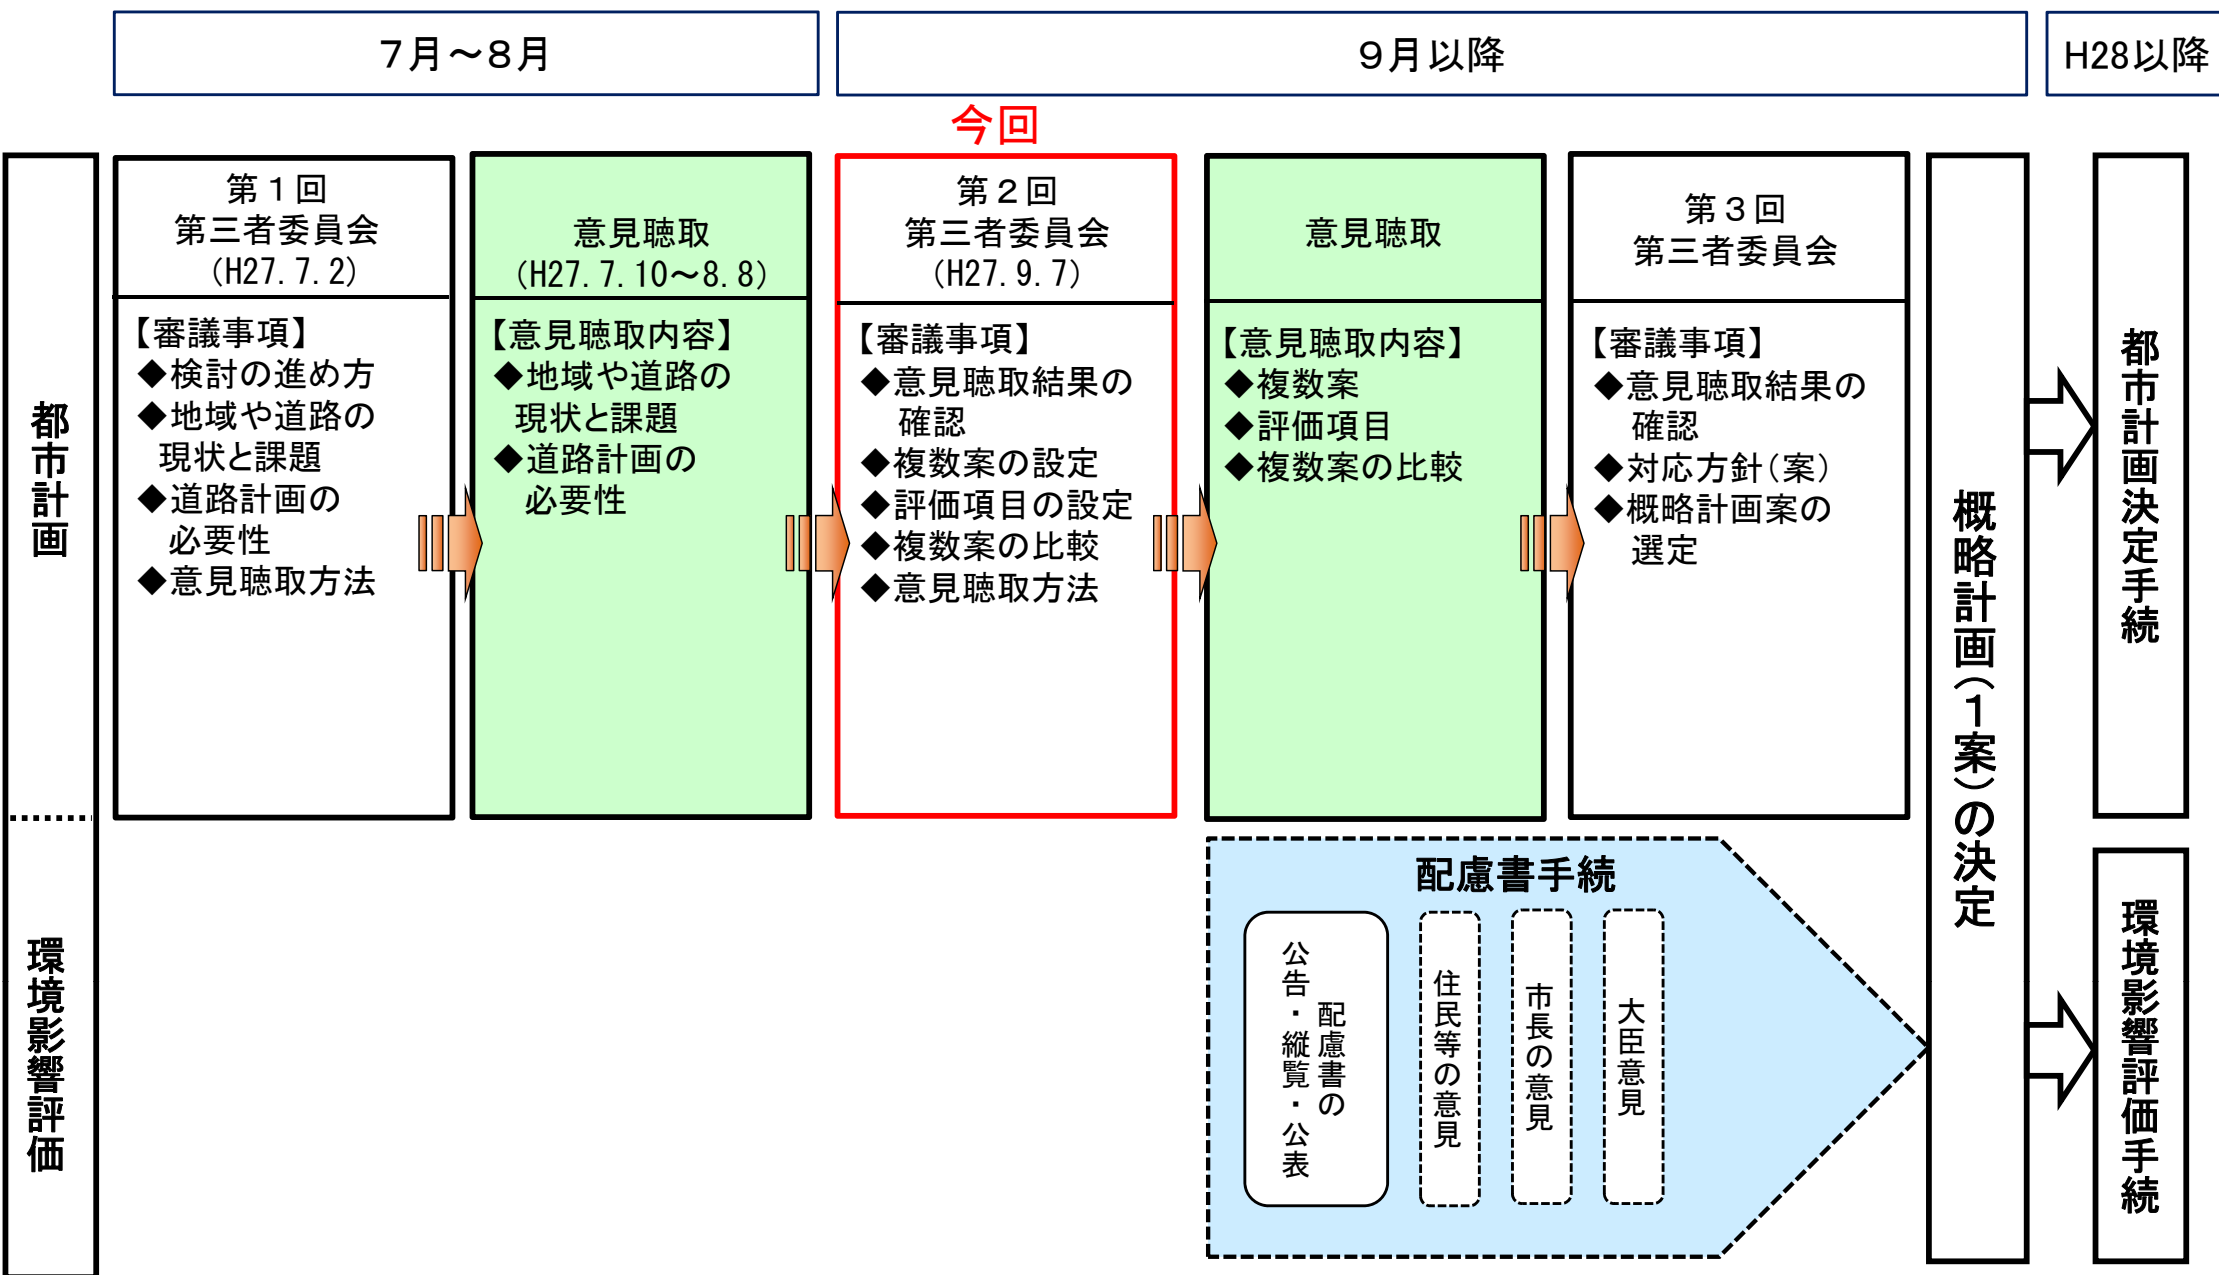 ７月～８月
９月以降
H28以降
今回
都市計画
第１回
第三者委員会
（H27.7.2）
【審議事項】
◆検討の進め方
◆地域や道路の
現状と課題
◆道路計画の
必要性
◆意見聴取方法
意見聴取
（H27.7.10～8.8）
【意見聴取内容】
◆地域や道路の
現状と課題
◆道路計画の
必要性
第２回
第三者委員会
（H27.9.7）
【審議事項】
◆意見聴取結果の
確認
◆複数案の設定
◆評価項目の設定
◆複数案の比較
◆意見聴取方法
意見聴取
【意見聴取内容】
◆複数案
◆評価項目
◆複数案の比較
第３回
第三者委員会
【審議事項】
◆意見聴取結果の
確認
◆対応方針（案）
◆概略計画案の
選定
概略計画（１案）の決定
都市計画決定手続
環境影響評価
配慮書手続
配慮書の
公告・縦覧・公表
住民等の意見
市長の意見
大臣意見
環境影響評価手続